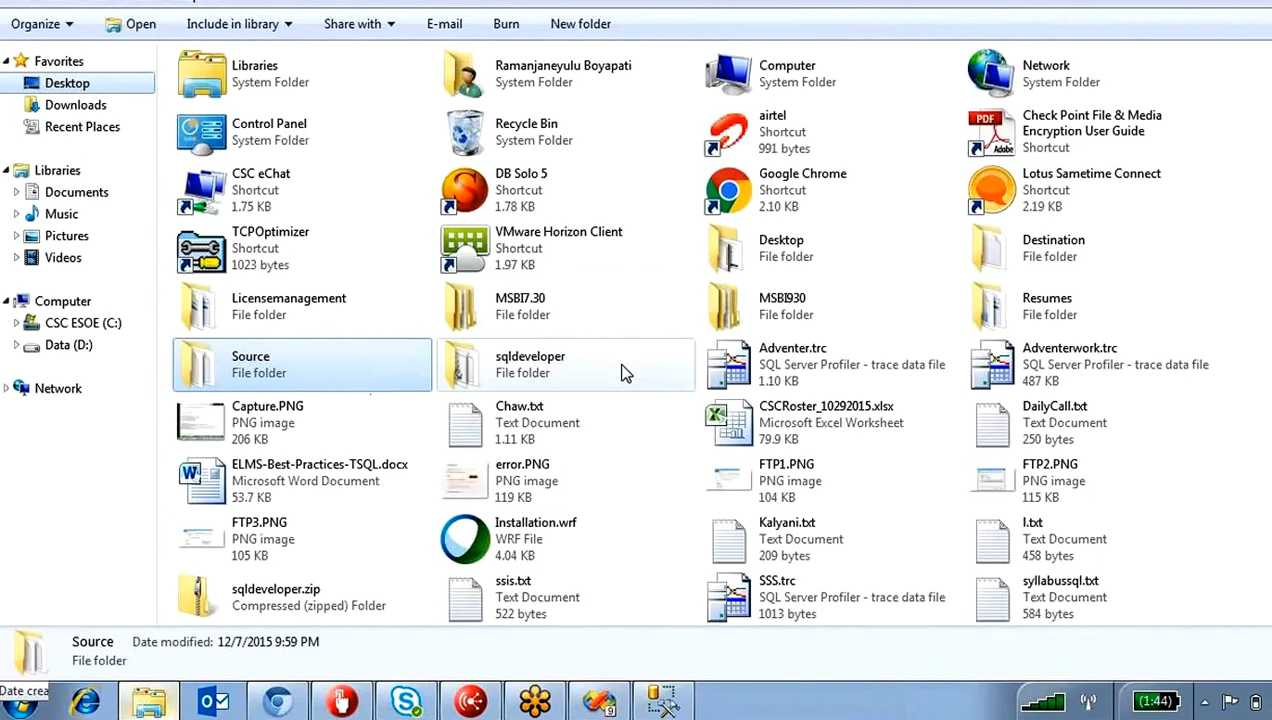 Organize
Open
Include in library
Share with
E-mail
Burn
New folder
Favorites
Desktop
Downloads
Recent Places
Libraries
Documents
Music
Pictures
Videos
Computer
CSC ESOE (C:)
Data (D:)
Network
Libraries
System Folder
Ramanjaneyulu Boyapati
System Folder
Computer
System Folder
Network
System Folder
Control Panel
System Folder
Recycle Bin
System Folder
airtel
Shortcut
991 bytes
PDF
Adobe
Check Point File & Media
Encryption User Guide
Shortcut
CSC eChat
Shortcut
1.75 KB
DB Solo 5
Shortcut
1.78 KB
Google Chrome
Shortcut
2.10 KB
Lotus Sametime Connect
Shortcut
2.19 KB
TCPOptimizer
Shortcut
1023 bytes
VMware Horizon Client
Shortcut
1.97 KB
Desktop
File folder
Destination
File folder
Licensemanagement
File folder
MSBI7.30
File folder
MSBI930
File folder
Resumes
File folder
Source
File folder
sqldeveloper
File folder
Adventer.trc
SQL Server Profiler - trace data file
1.10 KB
Adventerwork.trc
SQL Server Profiler - trace data file
487 KB
Capture.PNG
PNG image
206 KB
Chaw.txt
Text Document
1.11 KB
CSCRoster_10292015.xlsx
Microsoft Excel Worksheet
79.9 KB
DailyCall.txt
Text Document
250 bytes
ELMS-Best-Practices-TSQL.docx
Microsoft Word Document
53.7 KB
error.PNG
PNG image
119 KB
FTP1.PNG
PNG image
104 KB
FTP2.PNG
PNG image
115 KB
FTP3.PNG
PNG image
105 KB
Installation.wrf
WRF File
4.04 KB
Kalyani.txt
Text Document
209 bytes
l.txt
Text Document
458 bytes
sqldeveloper.zip
Compressed (zipped) Folder
ssis.txt
Text Document
522 bytes
SSS.trc
SQL Server Profiler - trace data file
1013 bytes
syllabussql.txt
Text Document
584 bytes
Source
Date modified: 12/7/2015 9:59 PM
File folder
Date crea
9
(1:44)